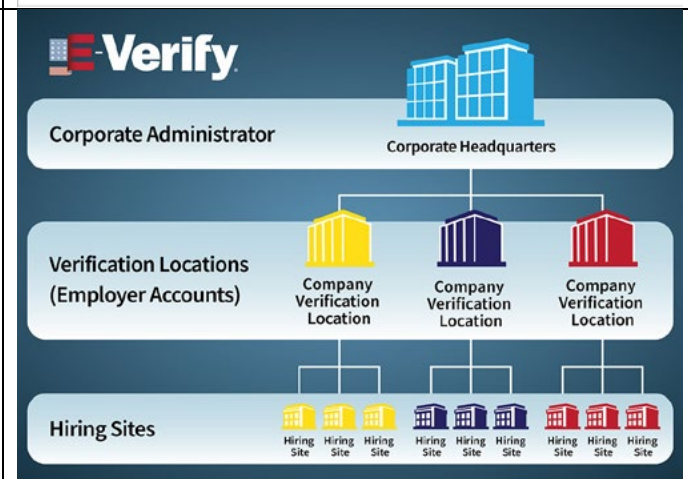 E-Verify
Corporate Administrator
Corporate Headquarters
Verification Locations
(Employer Accounts)
Company
Verification
Location
Company
Verification
Location
Company
Verification
Location
Hiring Sites
Hiring
Site
Hiring
Site
Hiring
Site
Hiring
Site
Hiring
Site
Hiring
Site
Hiring
Site
Hiring
Site
Hiring
Site